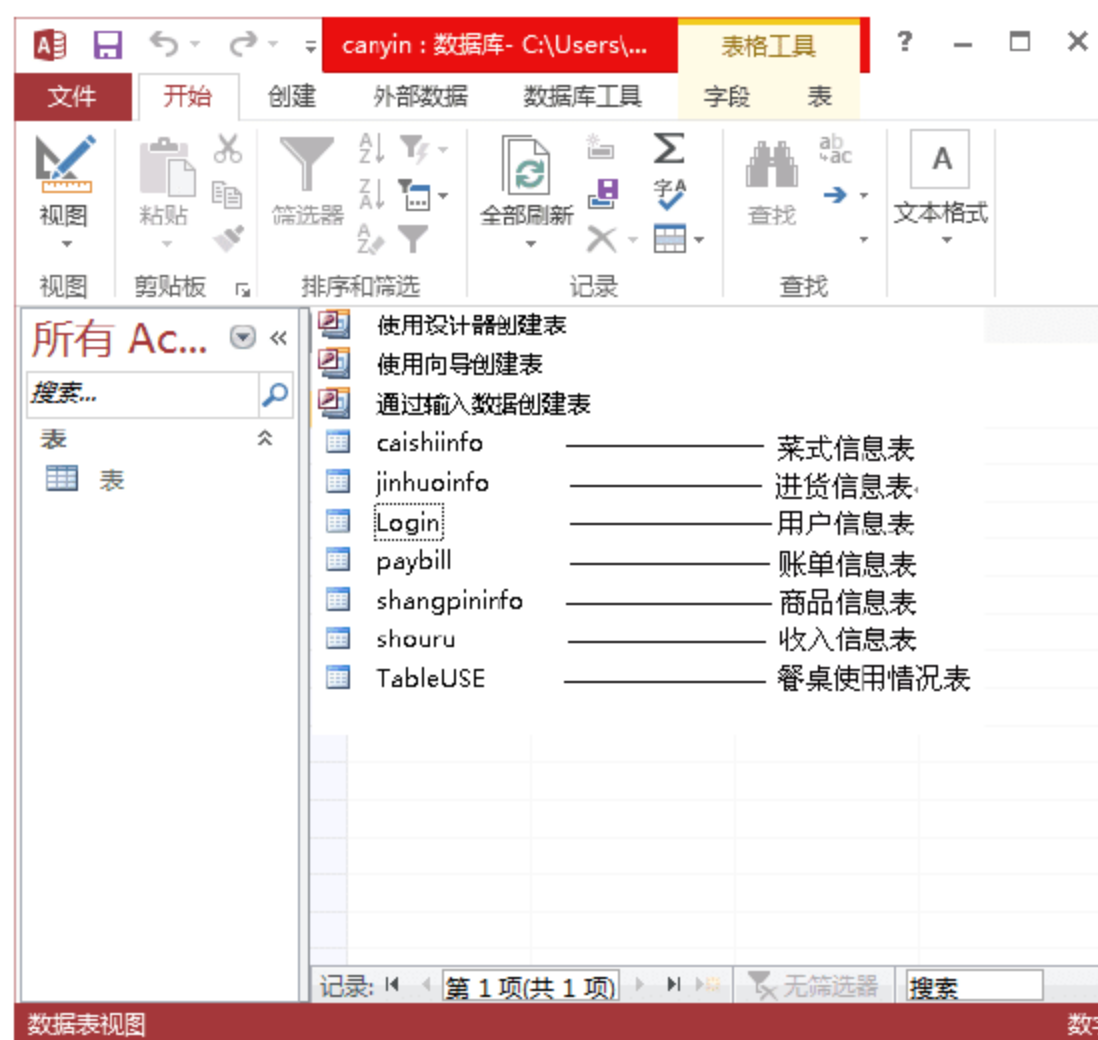 canyin : 数据库- C:\Users\...
表格工具
?
文件
开始
创建
外部数据
数据库工具
字段
表
视图
粘贴
筛选器
全部刷新
查找
文本格式
视图
剪贴板
排序和筛选
记录
查找
所有 Ac...
搜索...
表
表
使用设计器创建表
使用向导创建表
通过输入数据创建表
caishiinfo 菜式信息表
jinhuoinfo 进货信息表
Login 用户信息表
paybill 账单信息表
shangpininfo 商品信息表
shouru 收入信息表
TableUSE 餐桌使用情况表
记录: 第 1 项(共 1 项) 无筛选器 搜索
数据表视图